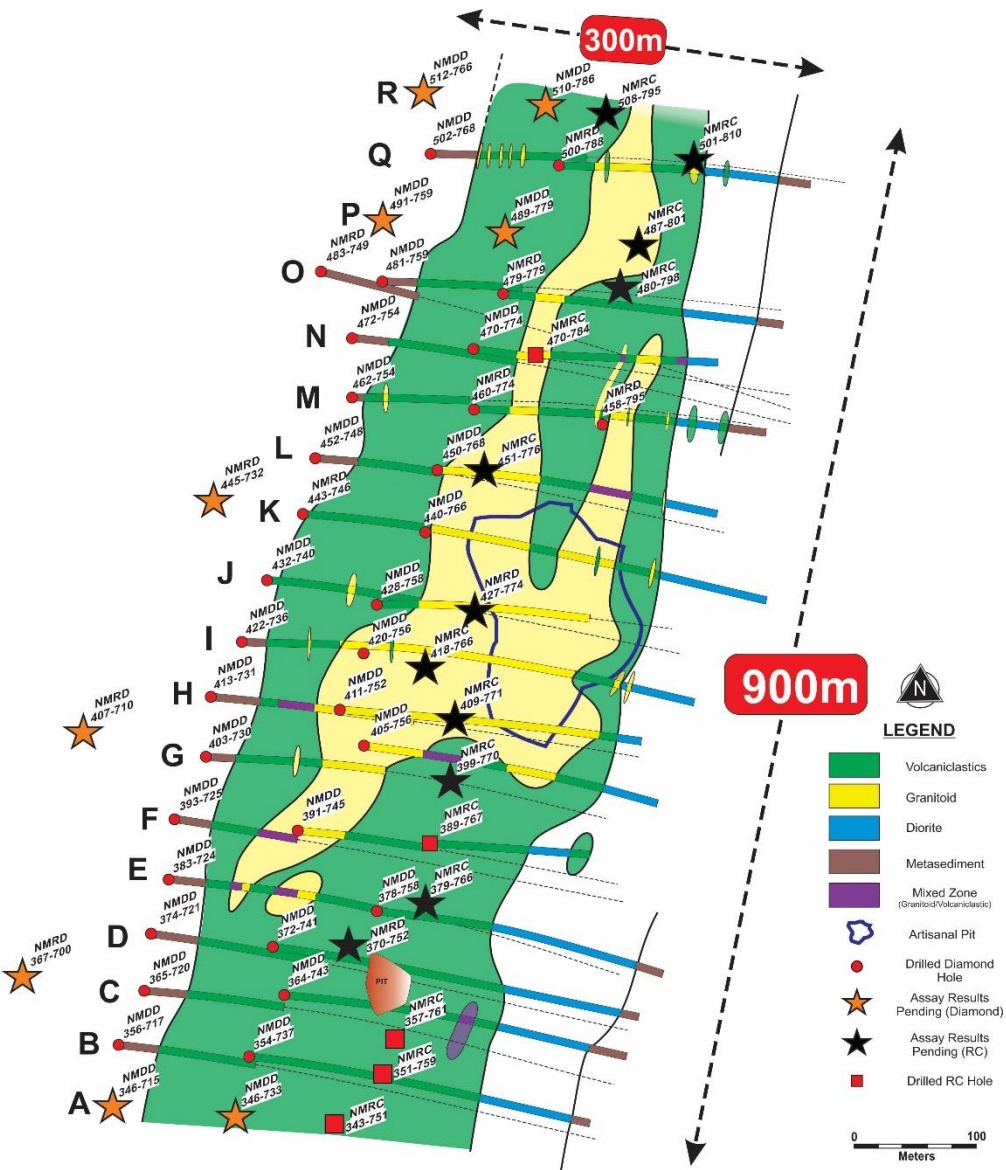 300m
R
NMDD
512-766
NMDD
510-786
NMRC
508-795
Q
NMDD
502-768
NMRD
500-788
NMRC
501-810
P
NMDD
491-759
NMDD
489-779
NMRC
487-801
O
NMRD
483-749
NMDD
481-759
NMRD
479-779
NMRC
480-798
N
NMDD
472-754
NMDD
470-774
NMRC
470-784
M
NMDD
462-754
NMRD
460-774
NMRD
458-795
L
NMDD
452-748
NMDD
450-768
NMRC
451-776
NMRD
445-732
K
NMRD
443-746
NMDD
440-766
J
NMDD
432-740
NMDD
428-758
NMRD
427-774
I
NMDD
422-736
NMDD
420-756
NMRC
418-766
H
NMDD
413-731
NMDD
411-752
NMRC
409-771
NMRD
407-710
G
NMDD
403-730
NMDD
405-756
NMRC
399-770
F
NMDD
393-725
NMDD
391-745
NMRC
389-767
E
NMDD
383-724
NMDD
378-758
NMRC
379-766
D
NMDD
374-721
NMDD
372-741
NMRD
370-752
NMRD
367-700
C
NMDD
365-720
NMDD
364-743
PIT
NMRC
357-761
B
NMDD
356-717
NMDD
354-737
NMRC
351-759
A
NMDD
346-715
NMDD
346-733
NMRC
343-751
900m
N
LEGEND
Volcaniclastics
Granitoid
Diorite
Metasediment
Mixed Zone
(Granitoid/Volcaniclastic)
Artisanal Pit
Drilled Diamond
Hole
Assay Results
Pending (Diamond)
Assay Results
Pending (RC)
Drilled RC Hole
0 100
Meters